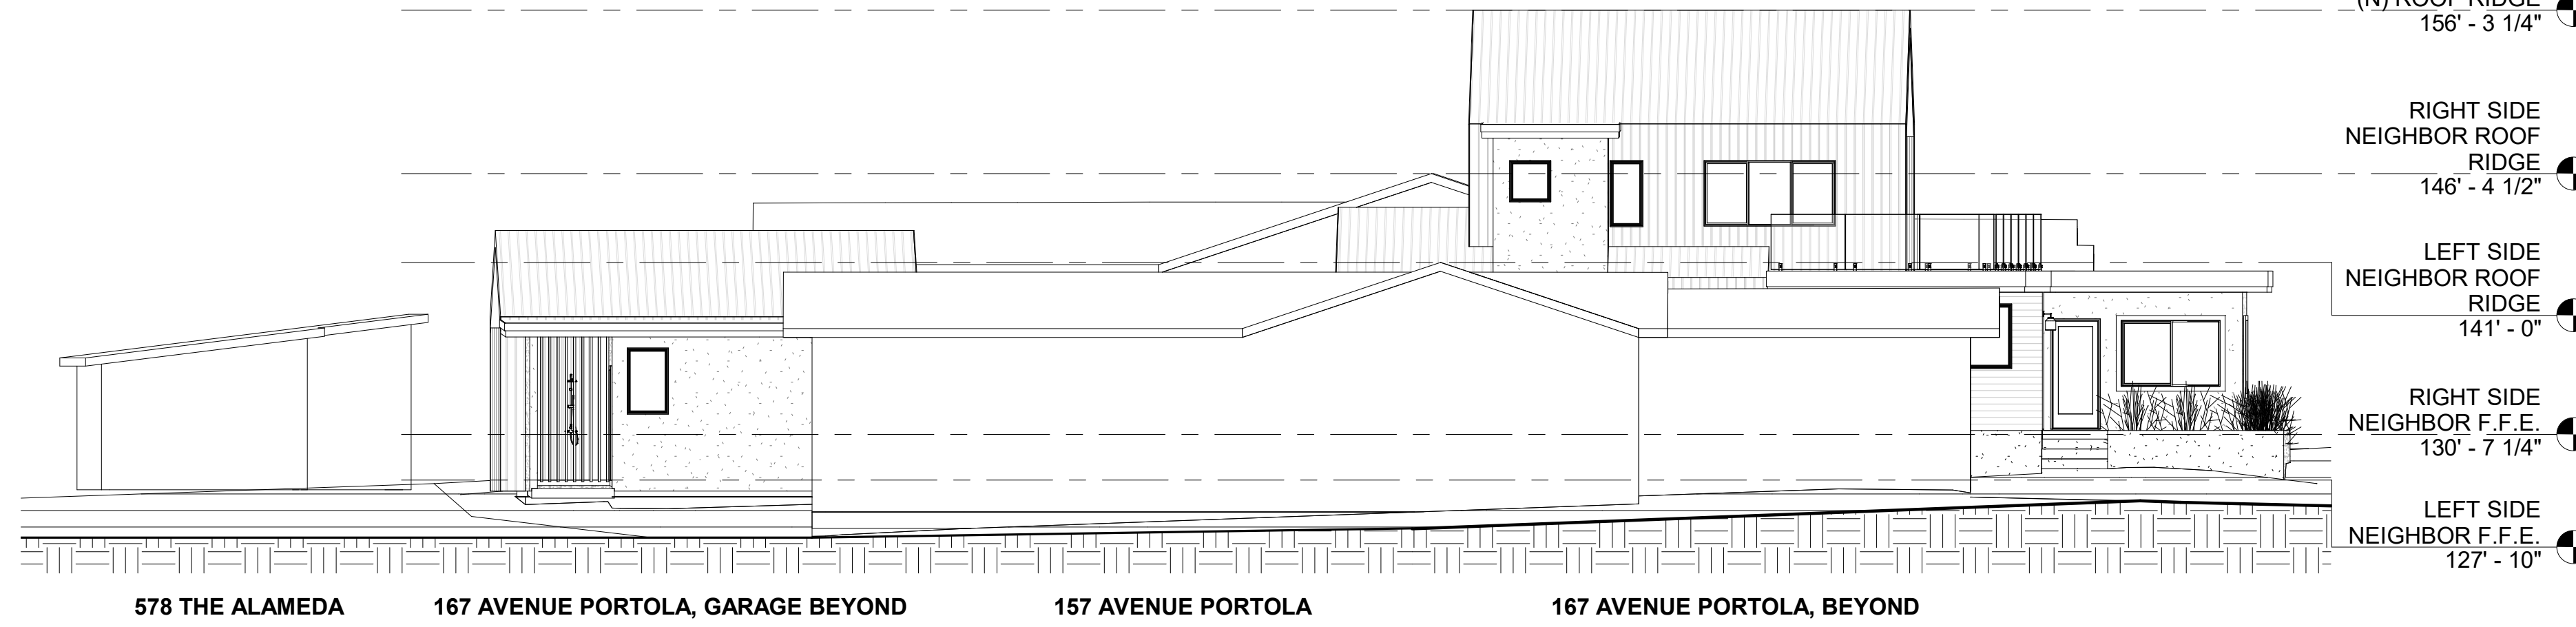 (N) ROOF RIDGE
156' - 3 1/4"
RIGHT SIDE
NEIGHBOR ROOF
RIDGE
146' - 4 1/2"
LEFT SIDE
NEIGHBOR ROOF
RIDGE
141' - 0"
RIGHT SIDE
NEIGHBOR F.F.E.
130' - 7 1/4"
LEFT SIDE
NEIGHBOR F.F.E.
127' - 10"
578 THE ALAMEDA
167 AVENUE PORTOLA, GARAGE BEYOND
157 AVENUE PORTOLA
167 AVENUE PORTOLA, BEYOND